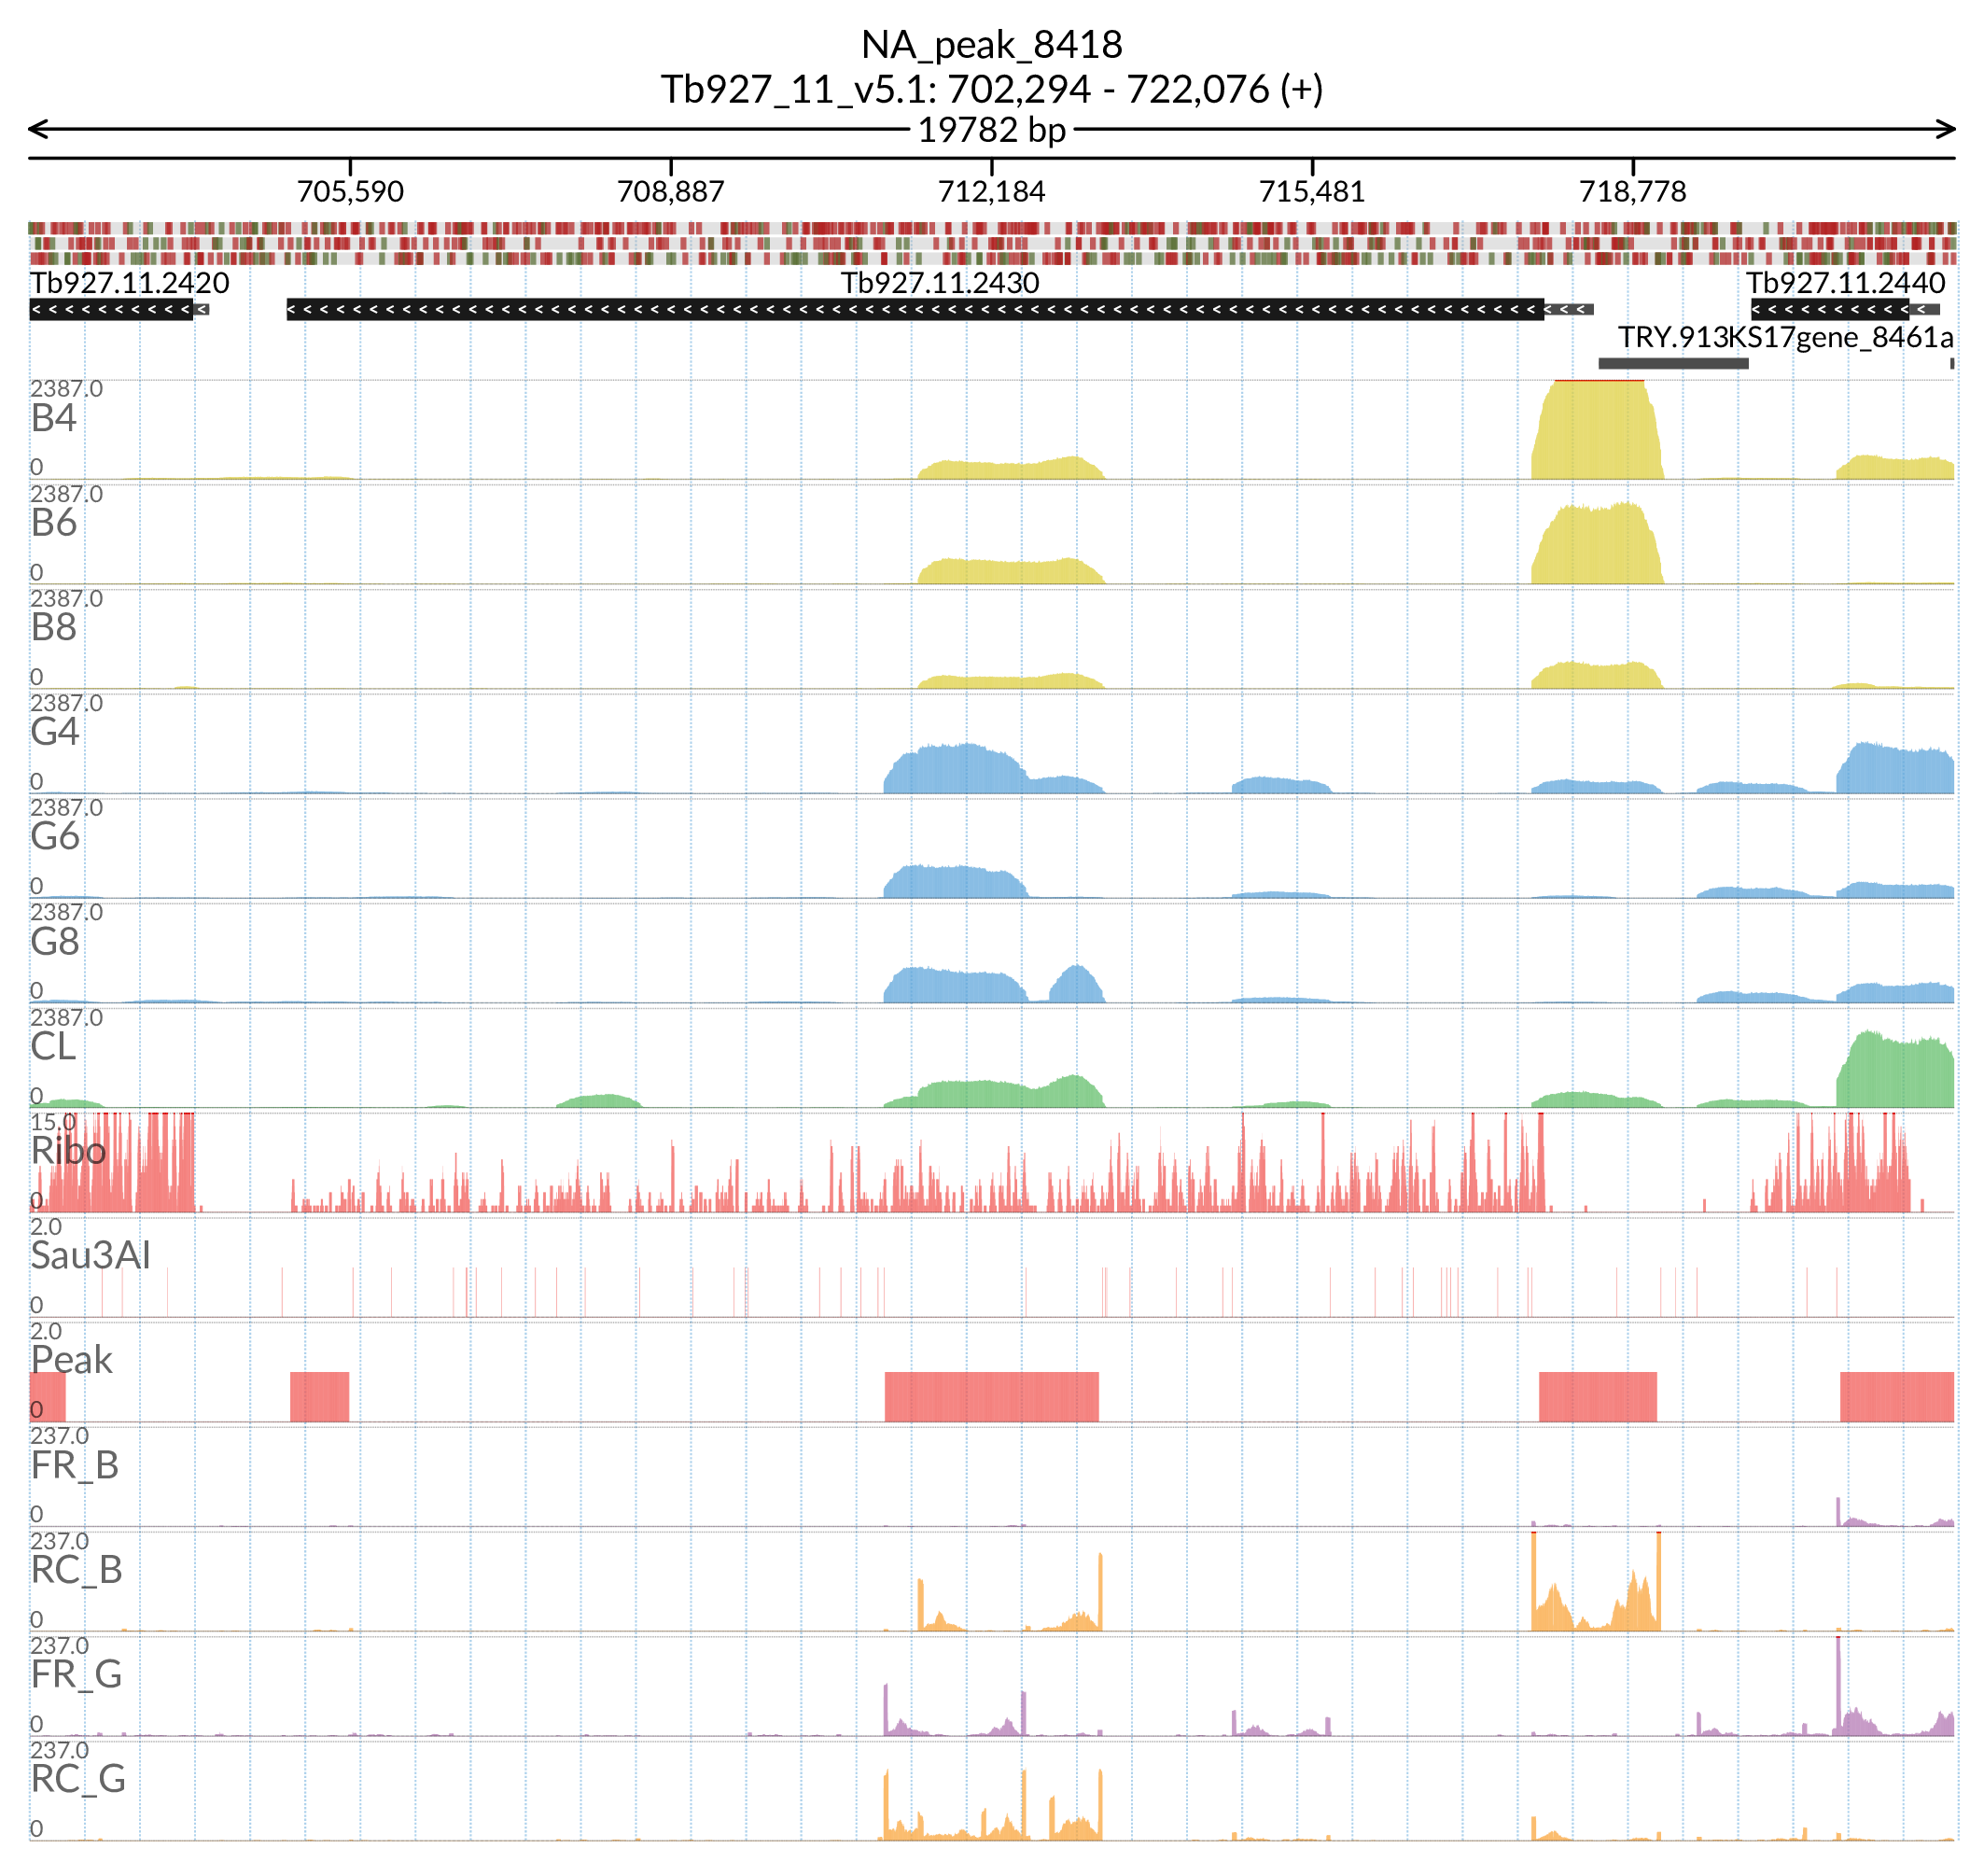 NA_peak_8418
Tb927_11_v5.1: 702,294 - 722,076 (+)
19782 bp
705,590 708,887 712,184 715,481 718,778
Tb927.11.2420 Tb927.11.2430 Tb927.11.2440
TRY.913KS17gene_8461a
2387.0
B4
0
2387.0
B6
0
2387.0
B8
0
2387.0
G4
0
2387.0
G6
0
2387.0
G8
0
2387.0
CL
0
15.0
Ribo
0
2.0
Sau3AI
0
2.0
Peak
0
237.0
FR_B
0
237.0
RC_B
0
237.0
FR_G
0
237.0
RC_G
0